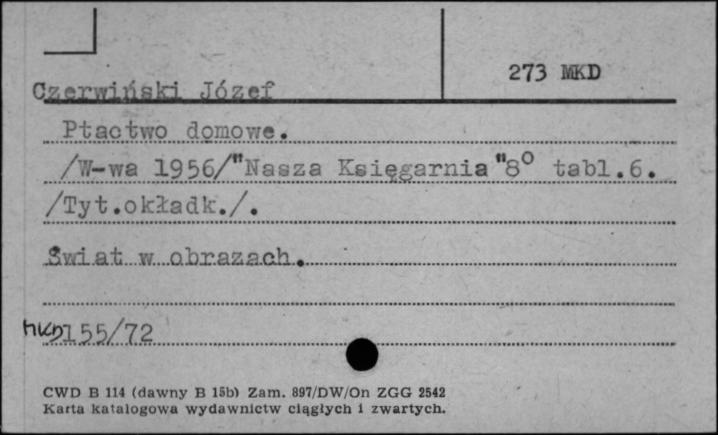 273 MKD
Czerwiński Józef
Ptactwo domowe.
/W-wa 1956/"Nasza Księgarnia"8° tabl.6.
/Tyt.okładk./.
Świat w obrazach.
MKD155/72
CWD B 114 (dawny B 15b) Zam. 897/DW/On ZGG 2542
Karta katalogowa wydawnictw ciągłych i zwartych.